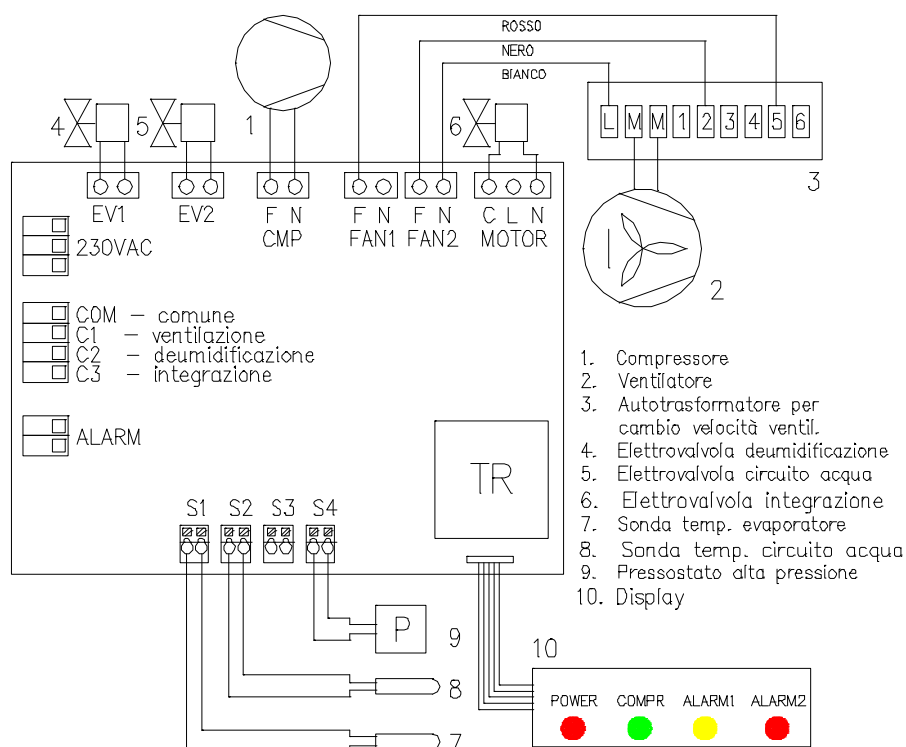 ROSSO
NERO
BIANCO
4
5
1
6
L M M 1 2 3 4 5 6
3
EV1
EV2
F N
CMP
F N
FAN1
F N
FAN2
C L N
MOTOR
2
230VAC
COM – comune
C1 – ventilazione
C2 – deumidificazione
C3 – integrazione
ALARM
1. Compressore
2. Ventilatore
3. Autotrasformatore per
cambio velocità ventil.
4. Elettrovalvola deumidificazione
5. Elettrovalvola circuito acqua
6. Elettrovalvola integrazione
7. Sonda temp. evaporatore
8. Sonda temp. circuito acqua
9. Pressostato alta pressione
10. Display
TR
S1 S2 S3 S4
P
9
8
7
10
POWER COMPR ALARM1 ALARM2